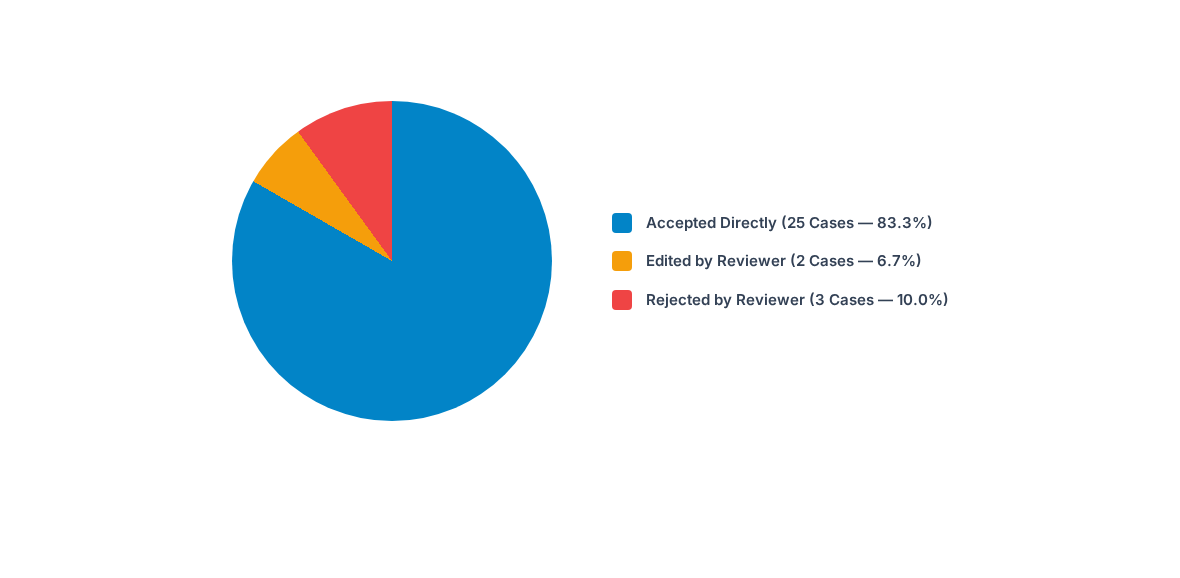 Accepted Directly (25 Cases — 83.3%)
Edited by Reviewer (2 Cases — 6.7%)
Rejected by Reviewer (3 Cases — 10.0%)